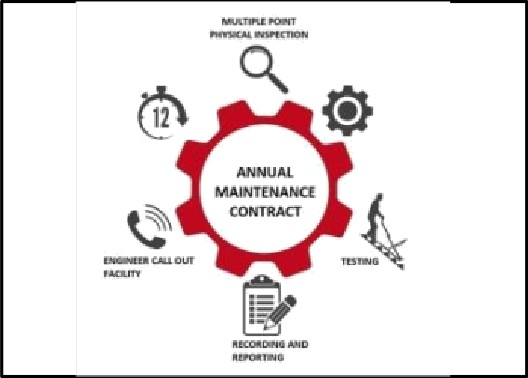 MULTIPLE POINT
PHYSICAL INSPECTION
12
ANNUAL
MAINTENANCE
CONTRACT
ENGINEER CALL OUT
FACILITY
TESTING
RECORDING AND
REPORTING